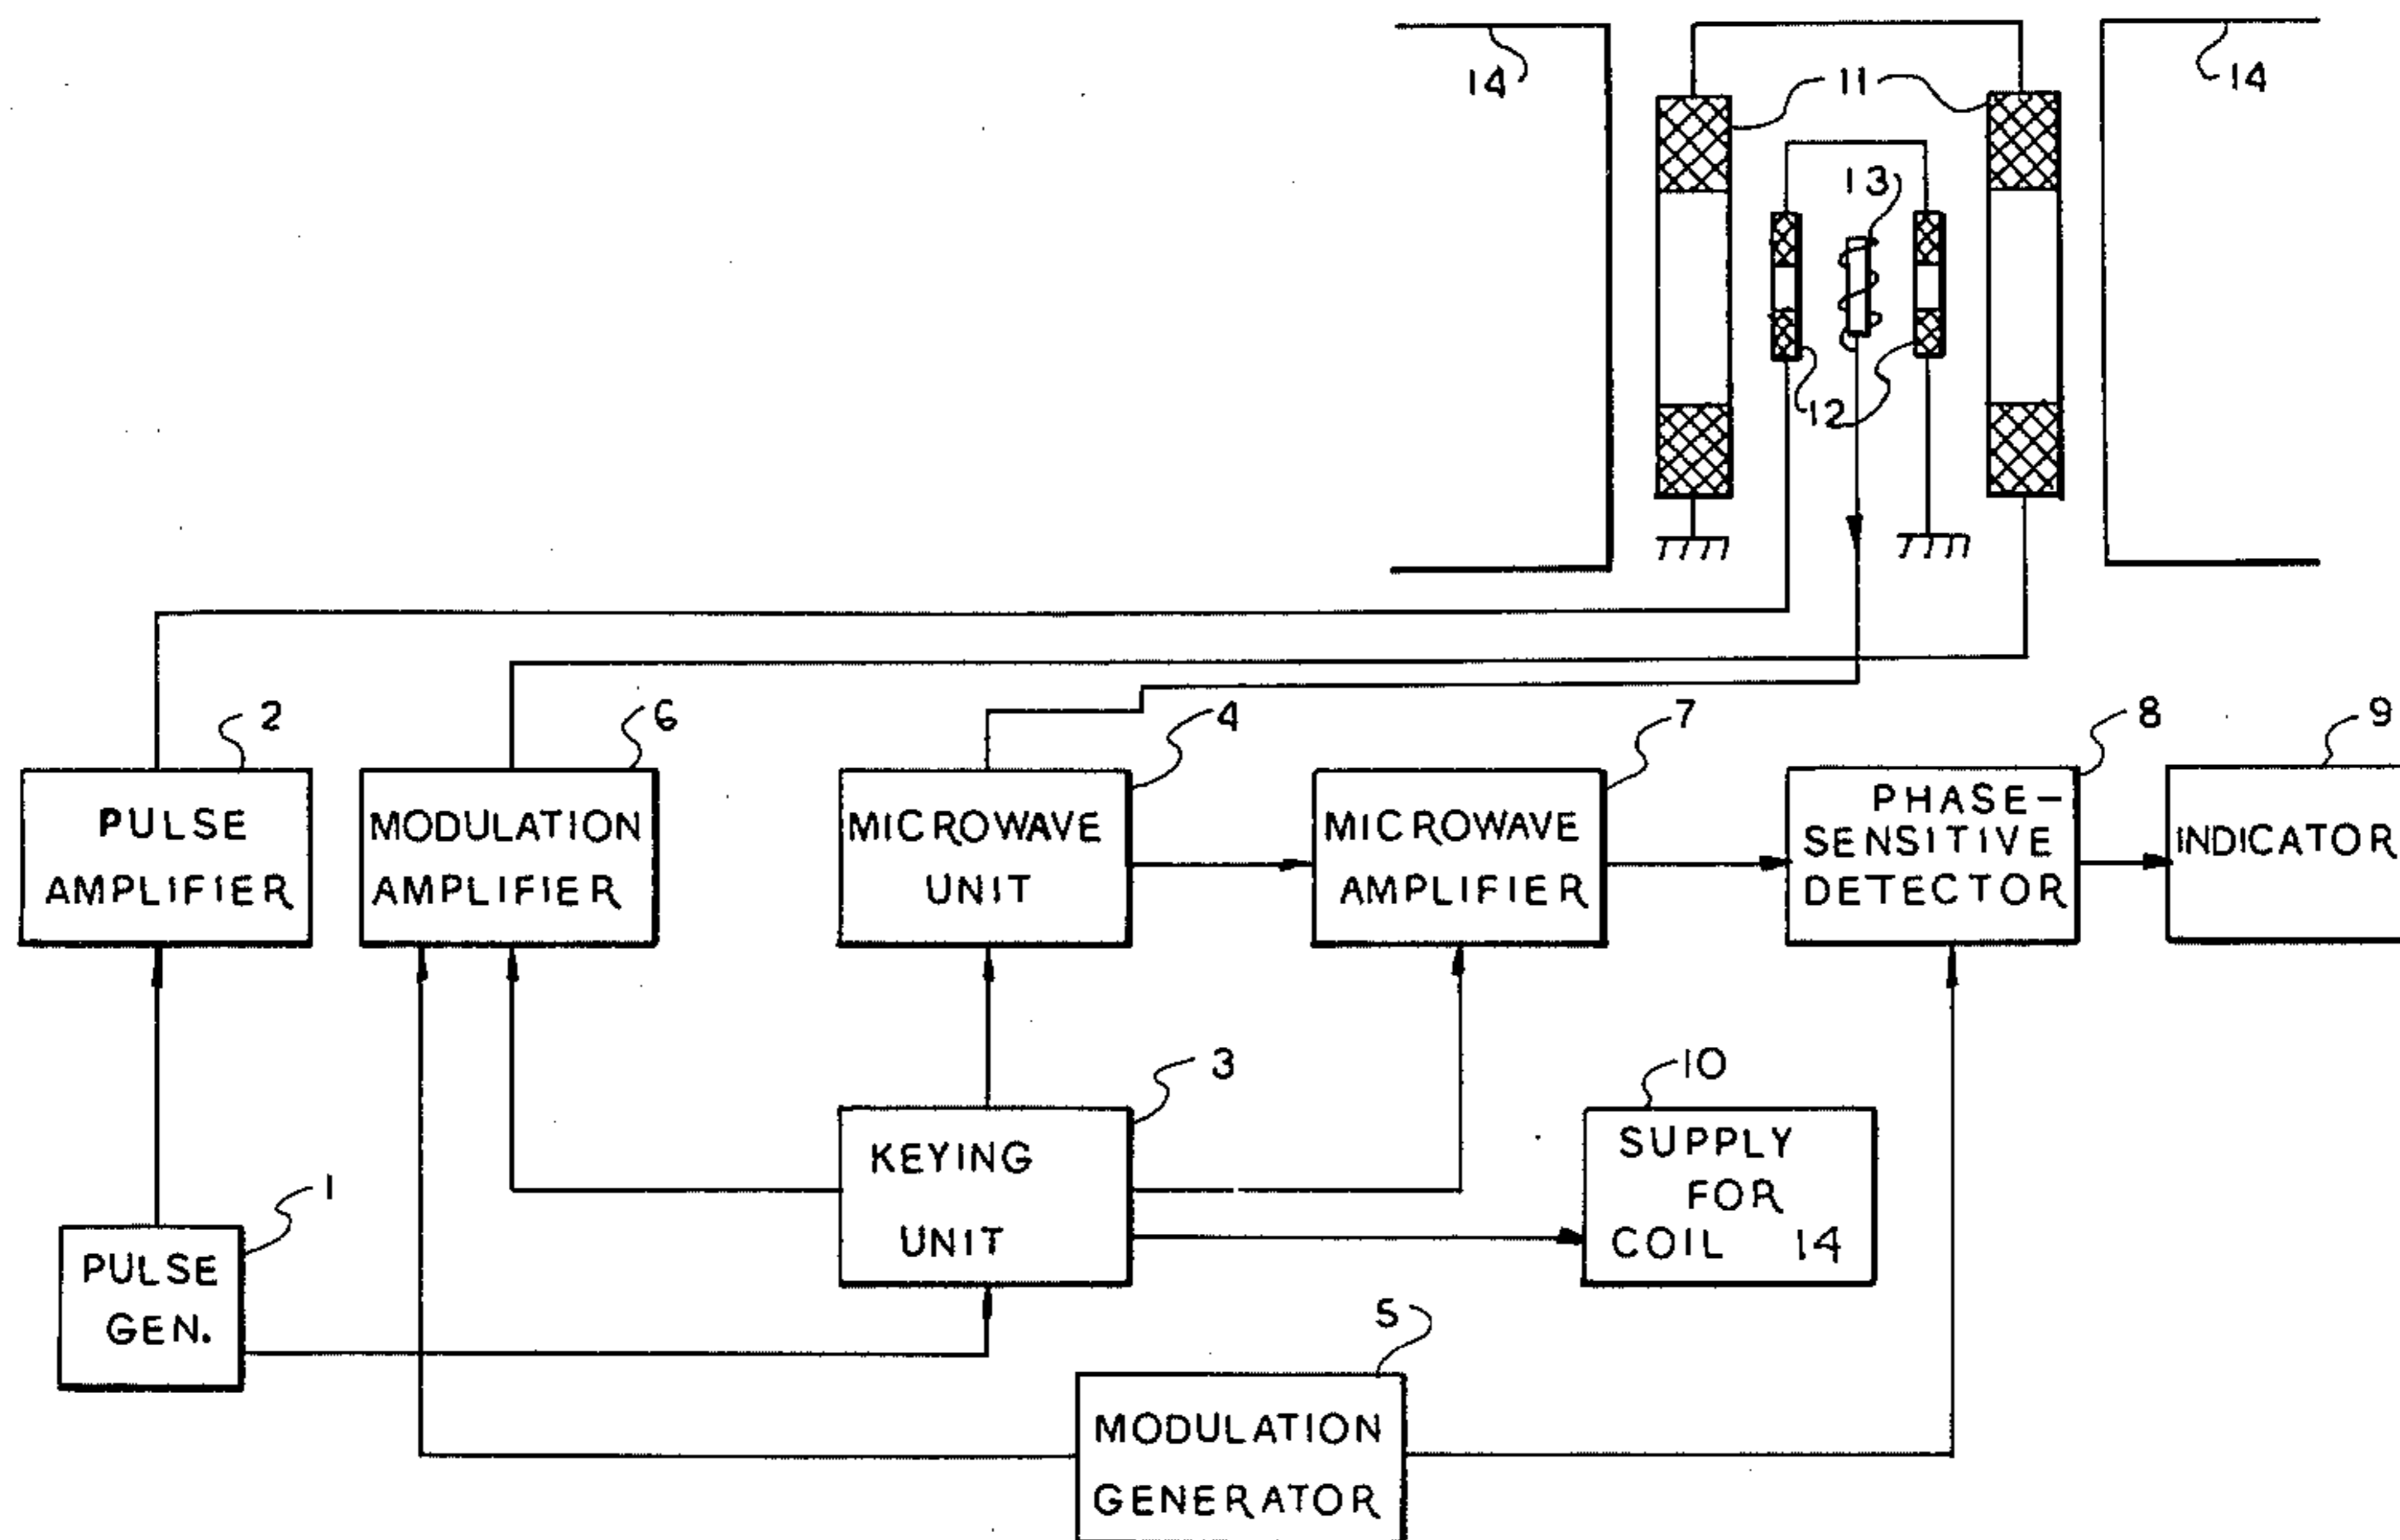 14
11
14
13
12
2
6
4
7
8
9
PULSE
AMPLIFIER
MODULATION
AMPLIFIER
MICROWAVE
UNIT
MICROWAVE
AMPLIFIER
PHASE-
SENSITIVE
DETECTOR
INDICATOR
3
10
KEYING
UNIT
SUPPLY
FOR
COIL 14
1
PULSE
GEN.
5
MODULATION
GENERATOR